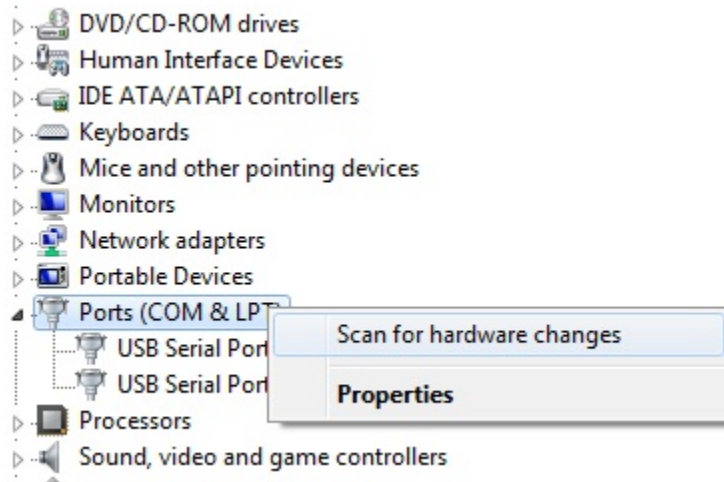 DVD/CD-ROM drives
Human Interface Devices
IDE ATA/ATAPI controllers
Keyboards
Mice and other pointing devices
Monitors
Network adapters
Portable Devices
Ports (COM & LPT)
Scan for hardware changes
USB Serial Port
USB Serial Port
Properties
Processors
Sound, video and game controllers